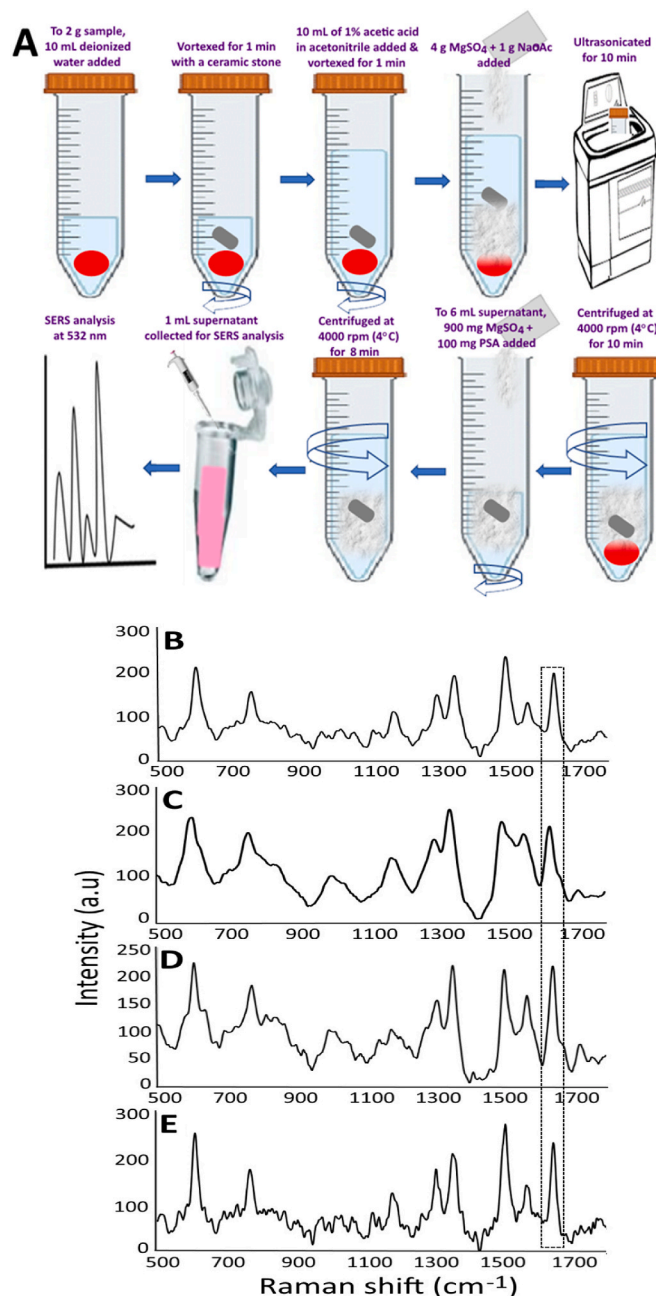 A
To 2 g sample,
10 mL deionized
water added
Vortexed for 1 min
with a ceramic stone
10 mL of 1% acetic acid
in acetonitrile added &
vortexed for 1 min
4 g MgSO4 + 1 g NaoAc
added
Ultrasonicated
for 10 min
SERS analysis
at 532 nm
1 mL supernatant
collected for SERS analysis
Centrifuged at
4000 rpm (4°C)
for 8 min
To 6 mL supernatant,
900 mg MgSO4 +
100 mg PSA added
Centrifuged at
4000 rpm (4°C)
for 10 min
Intensity (a.u)
B
300
200
100
0
500 700 900 1100 1300 1500 1700
C
300
200
100
0
500 700 900 1100 1300 1500 1700
D
250
200
150
100
50
0
500 700 900 1100 1300 1500 1700
E
300
200
100
0
500 700 900 1100 1300 1500 1700
Raman shift (cm-1)